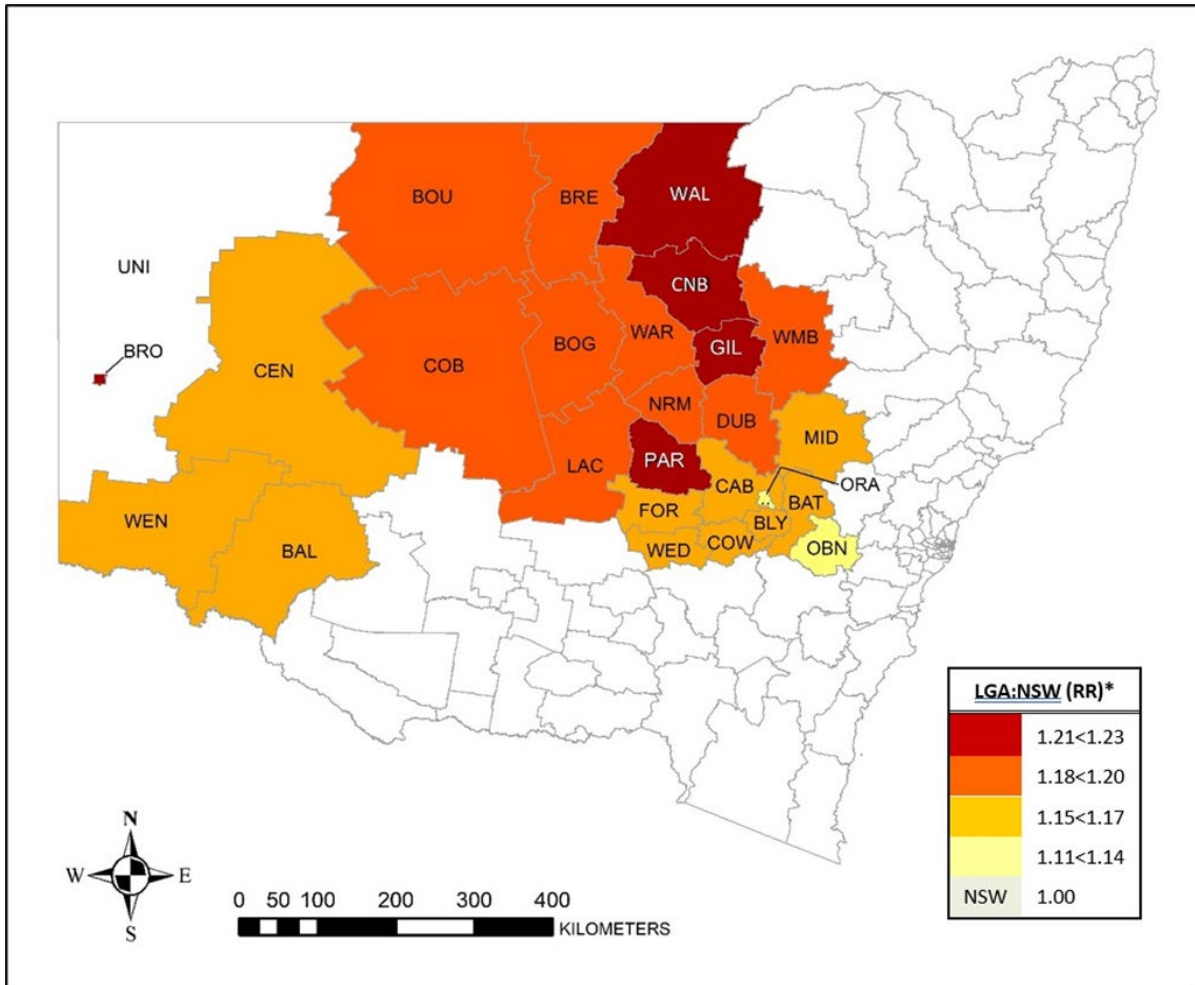 BOU
BRE
WAL
UNI
CNB
BRO
WAR
GIL
WMB
CEN
COB
BOG
NRM
DUB
MID
LAC
PAR
CAB
ORA
WEN
FOR
BAT
BAL
WED
COW
BLY
OBN
LGA:NSW (RR)*
1.21<1.23
1.18<1.20
1.15<1.17
1.11<1.14
NSW 1.00
N
W E
S
0 50 100 200 300 400
KILOMETERS